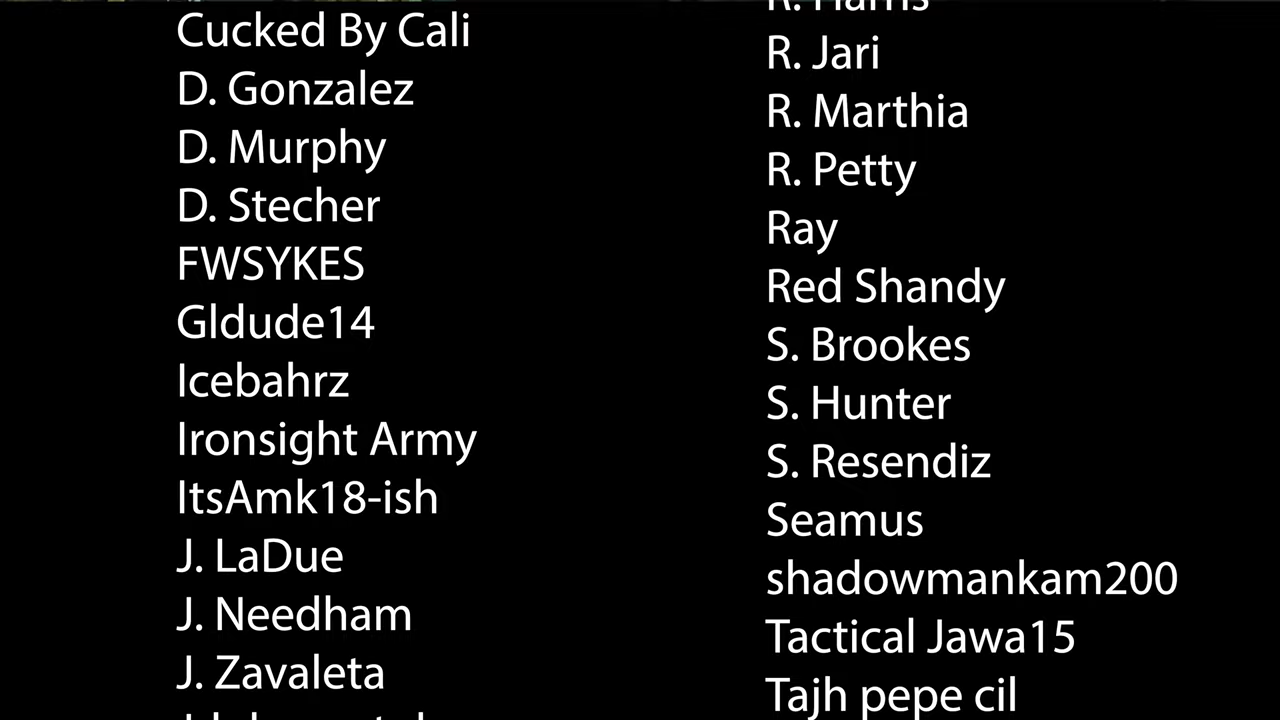 Cucked By Cali
D. Gonzalez
D. Murphy
D. Stecher
FWSYKES
Gldude14
Icebahrz
Ironsight Army
ItsAmk18-ish
J. LaDue
J. Needham
J. Zavaleta
R. Harris
R. Jari
R. Marthia
R. Petty
Ray
Red Shandy
S. Brookes
S. Hunter
S. Resendiz
Seamus
shadowmankam200
Tactical Jawa15
Tajh pepe cil